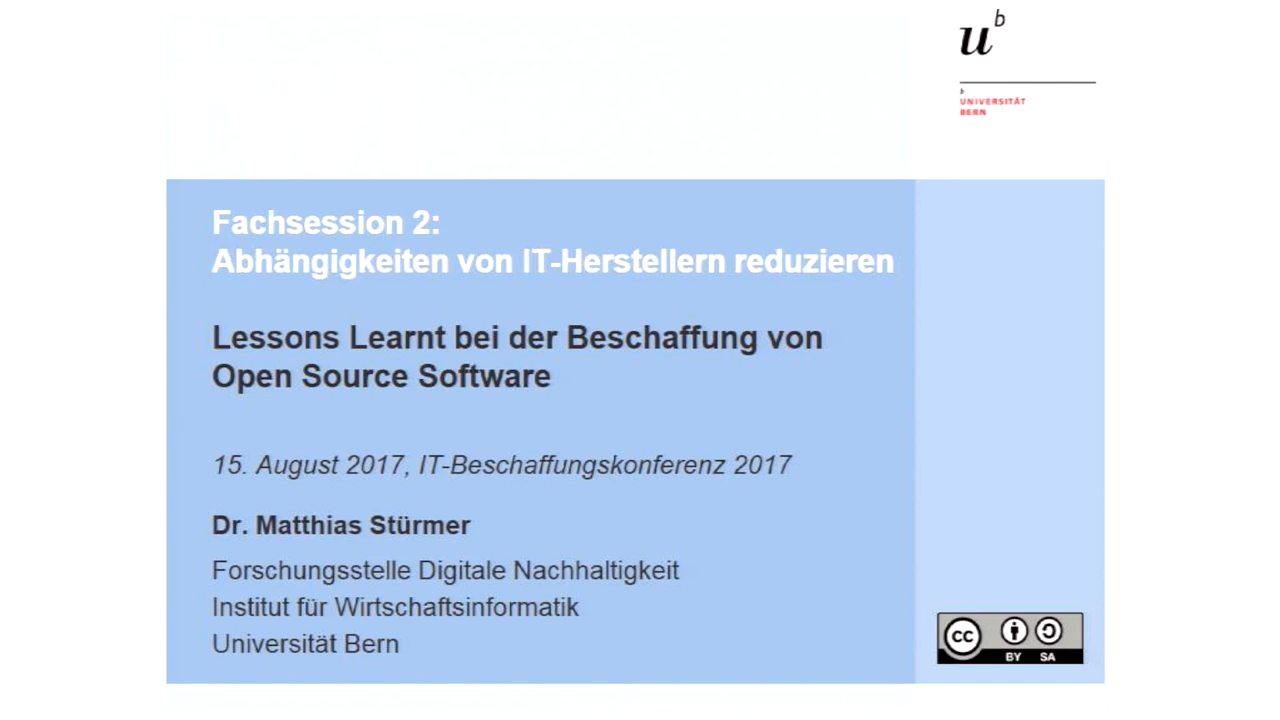 u b
b
UNIVERSITÄT
BERN
Fachsession 2:
Abhängigkeiten von IT-Herstellern reduzieren
Lessons Learnt bei der Beschaffung von
Open Source Software
15. August 2017, IT-Beschaffungskonferenz 2017
Dr. Matthias Stürmer
Forschungsstelle Digitale Nachhaltigkeit
Institut für Wirtschaftsinformatik
Universität Bern
cc
BY SA